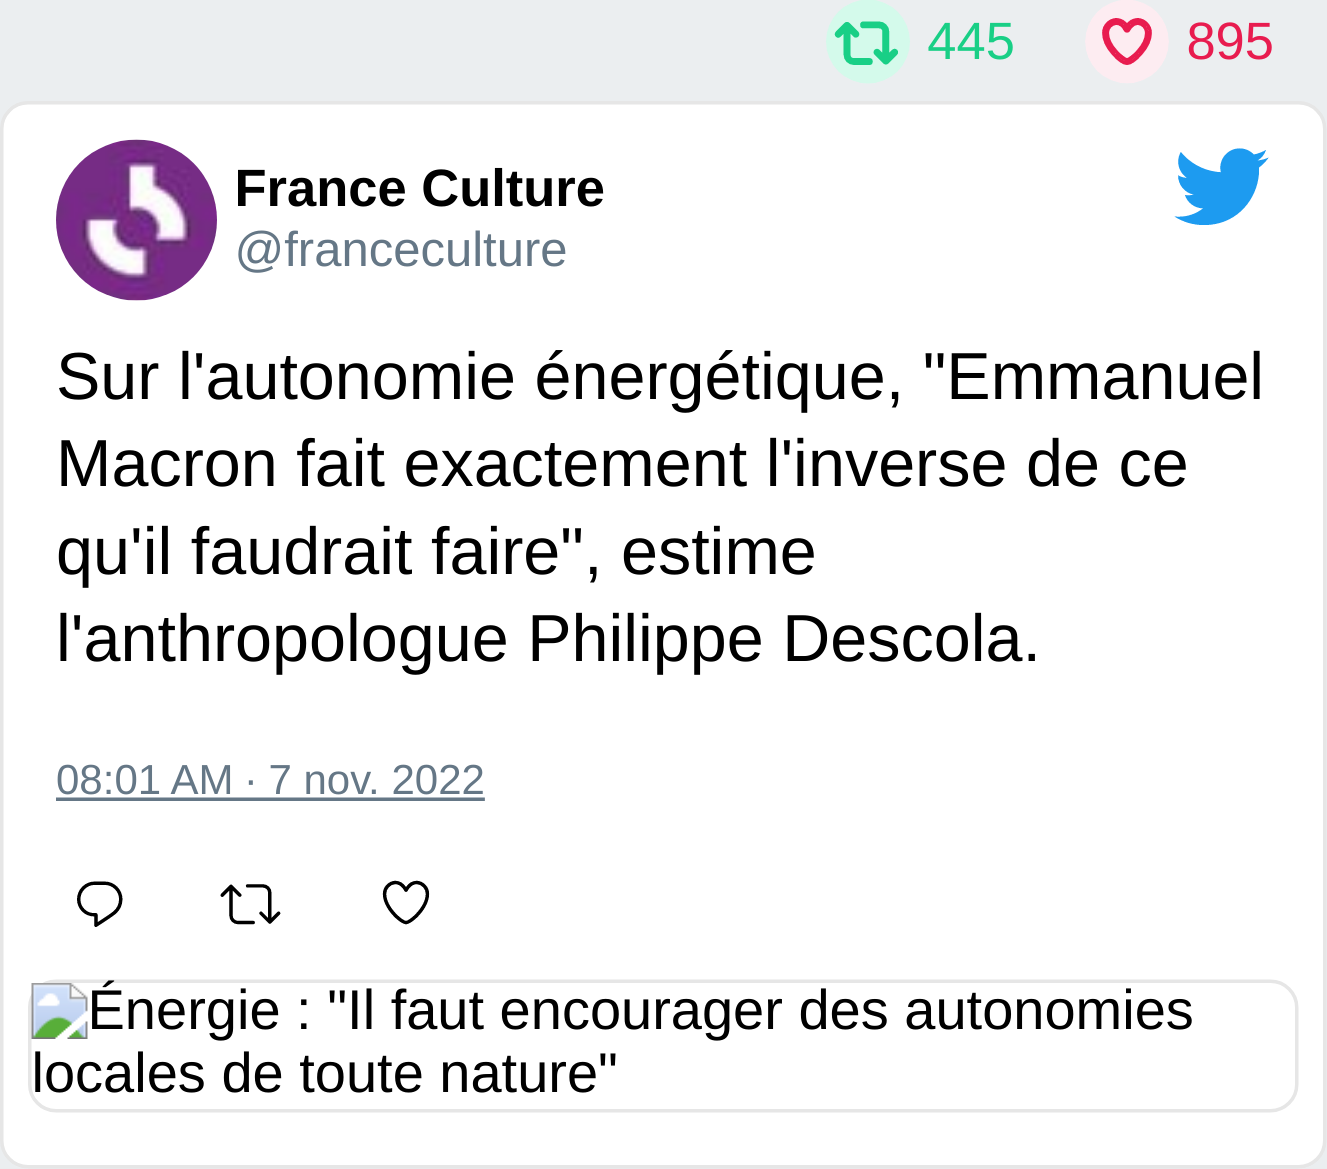 445 895
France Culture
@franceculture
Sur l'autonomie énergétique, "Emmanuel
Macron fait exactement l'inverse de ce
qu'il faudrait faire", estime
l'anthropologue Philippe Descola.
08:01 AM · 7 nov. 2022
Énergie : "Il faut encourager des autonomies
locales de toute nature"